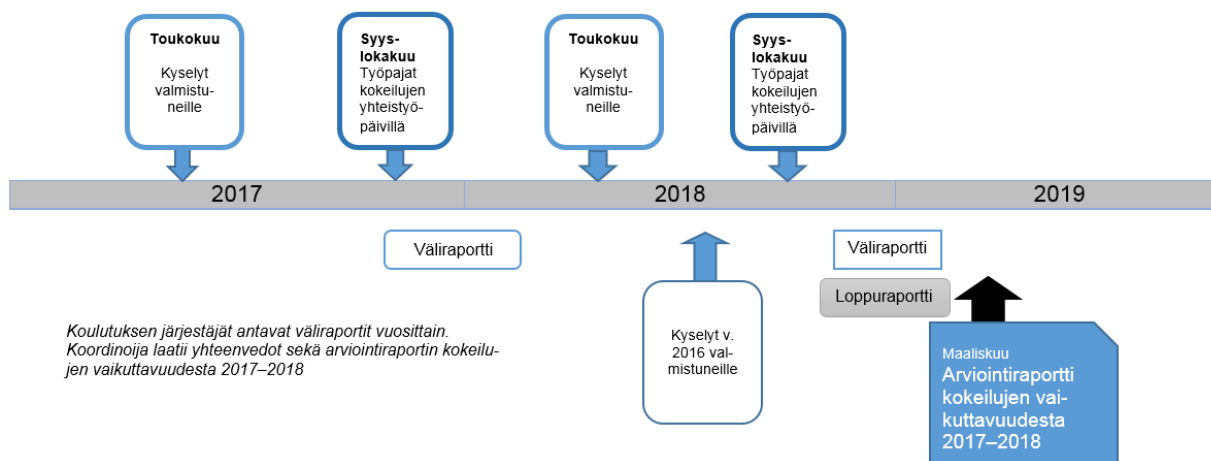 Toukokuu
Kyselyt
valmistu-
neille
Syys-
lokakuu
Työpajat
kokeilujen
yhteistyö-
päivillä
Toukokuu
Kyselyt
valmistu-
neille
Syys-
lokakuu
Työpajat
kokeilujen
yhteistyö-
päivillä
2017
2018
2019
Väliraportti
Väliraportti
Loppuraportti
Koulutuksen järjestäjät antavat väliraportit vuosittain.
Koordinoija laatii yhteenvedot sekä arviointiraportin kokeilu-
jen vaikuttavuudesta 2017–2018
Kyselyt v.
2016 val-
mistuneille
Maaliskuu
Arviointiraportti
kokeilujen vai-
kuttavuudesta
2017–2018